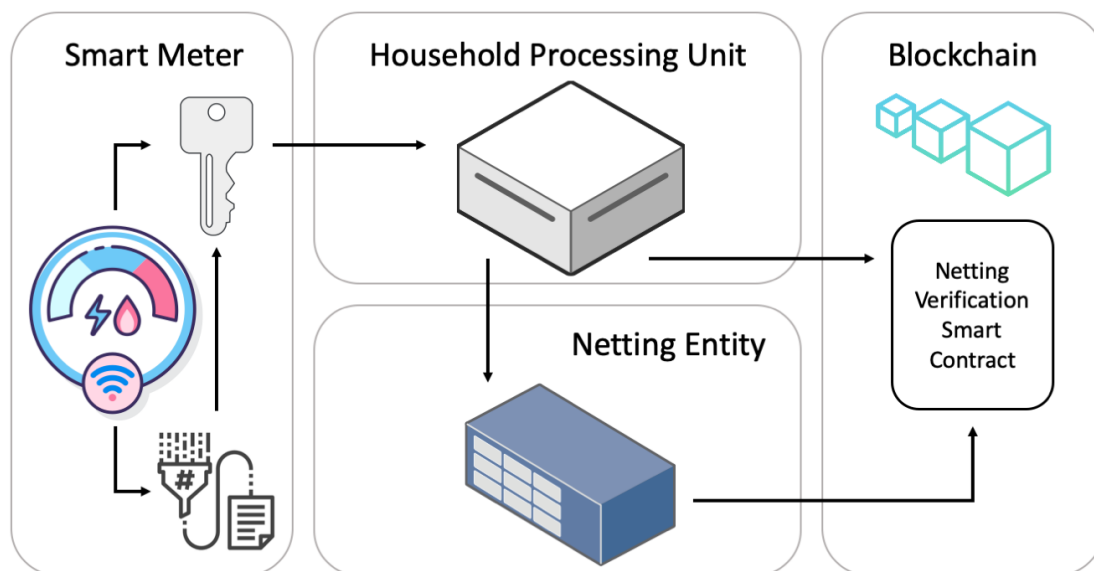 Smart Meter
Household Processing Unit
Blockchain
#
Netting
Verification
Smart
Contract
Netting Entity